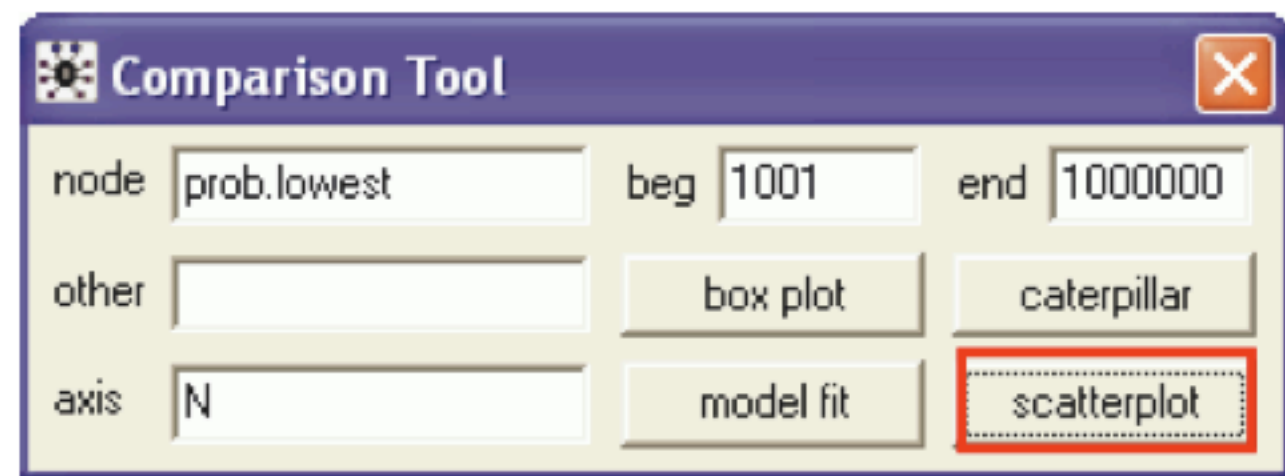 Comparison Tool
node prob.lowest beg 1001 end 1000000
other box plot caterpillar
axis N model fit scatterplot